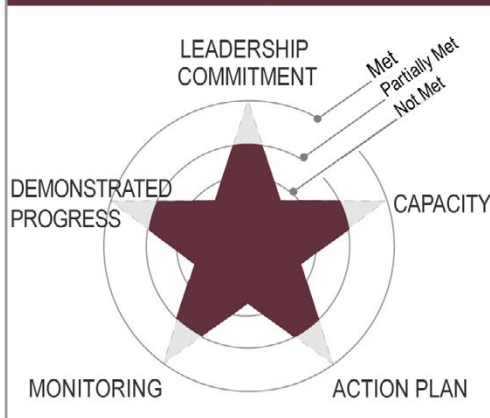 LEADERSHIP
COMMITMENT
Met
Partially Met
Not Met
DEMONSTRATED
PROGRESS
CAPACITY
MONITORING
ACTION PLAN